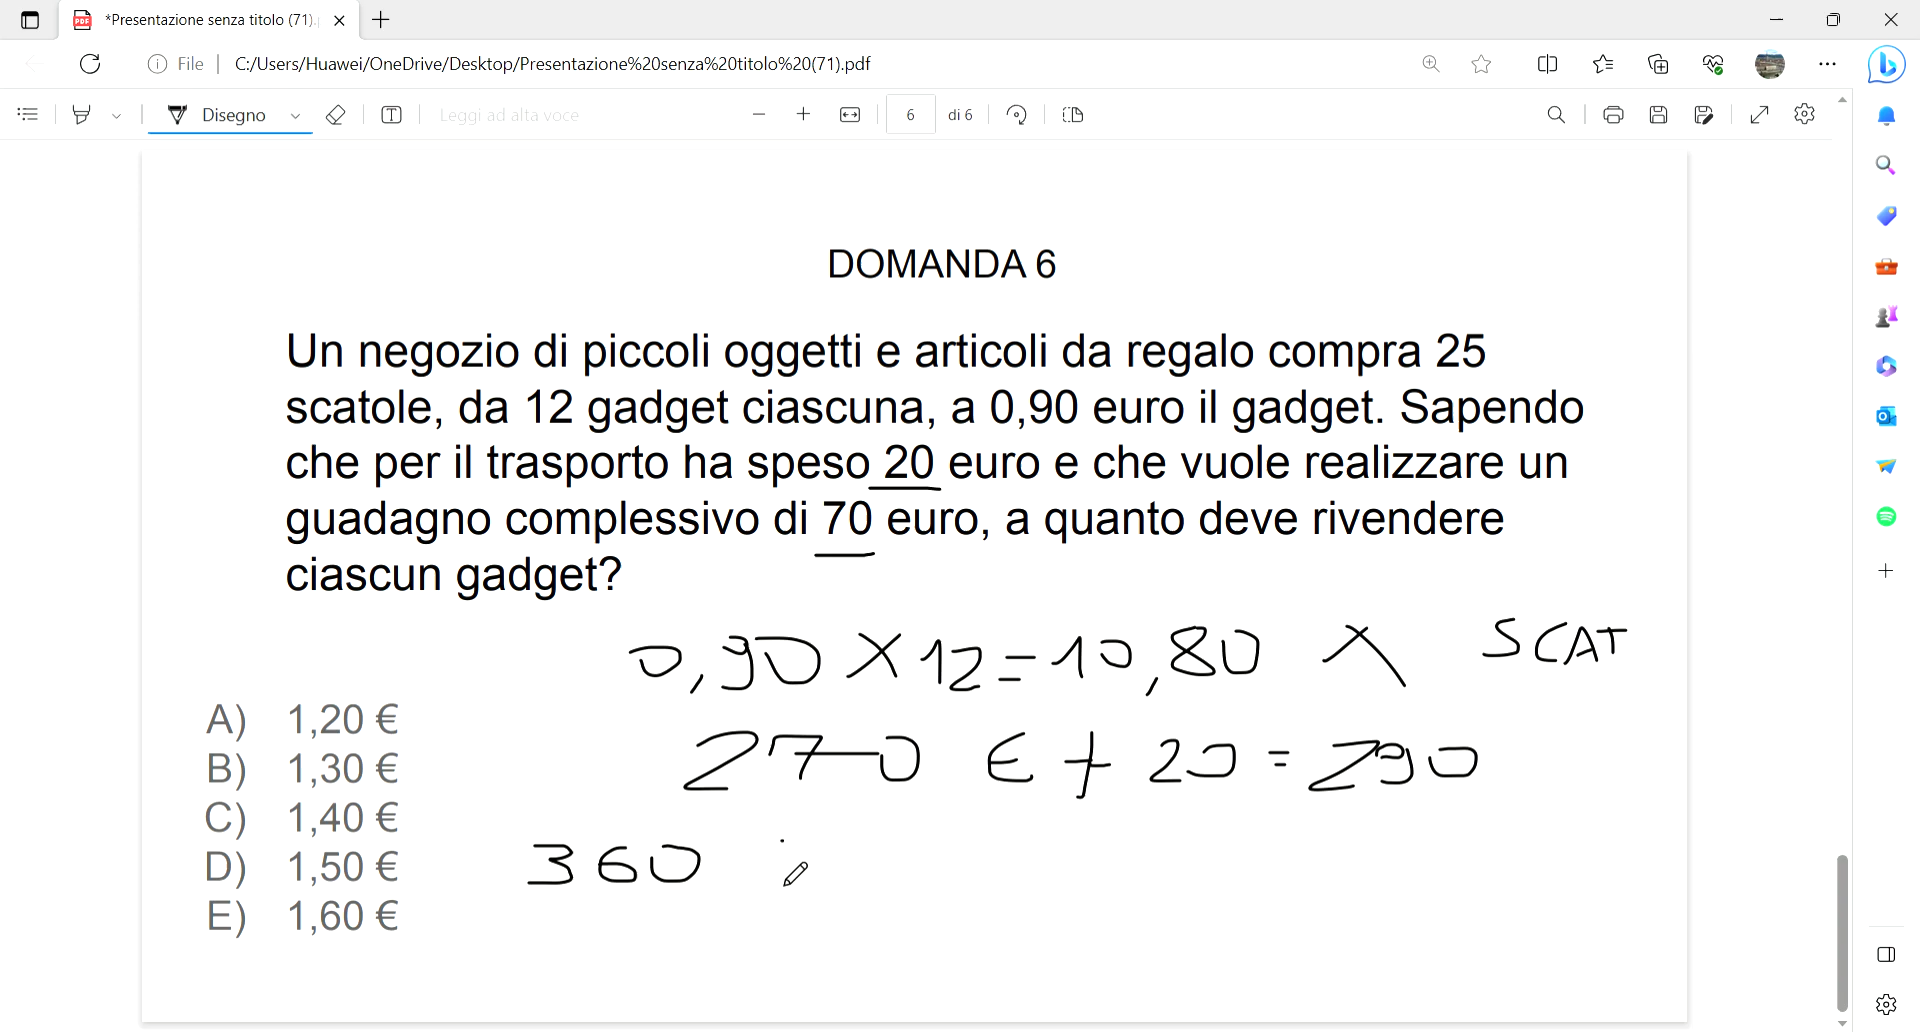 *Presentazione senza titolo (71).
File
C:/Users/Huawei/OneDrive/Desktop/Presentazione%20senza%20titolo%20(71).pdf
Disegno
Leggi ad alta voce
6 di 6
DOMANDA 6
Un negozio di piccoli oggetti e articoli da regalo compra 25
scatole, da 12 gadget ciascuna, a 0,90 euro il gadget. Sapendo
che per il trasporto ha speso 20 euro e che vuole realizzare un
guadagno complessivo di 70 euro, a quanto deve rivendere
ciascun gadget?
0,90 X 12 = 10,80 X SCAT
270 € + 20 = 290
360
A) 1,20 €
B) 1,30 €
C) 1,40 €
D) 1,50 €
E) 1,60 €